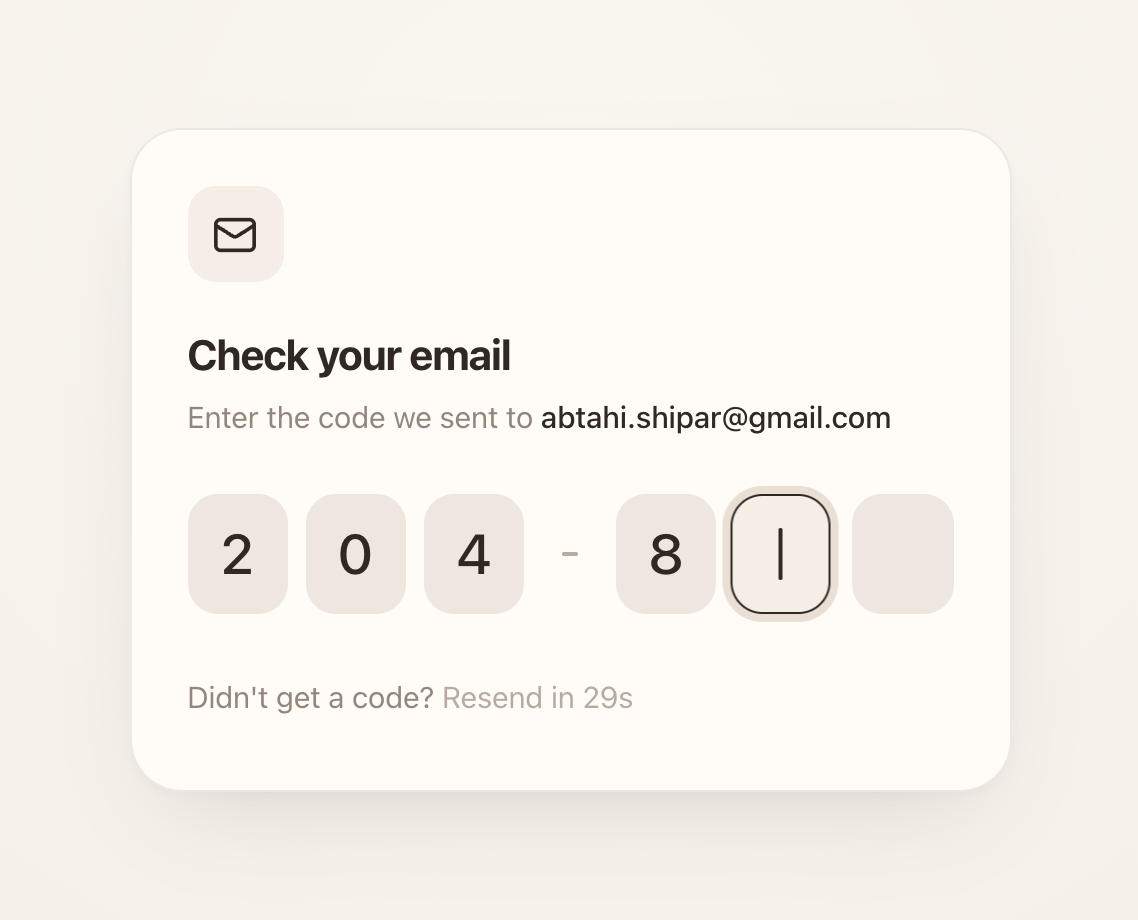 Check your email
Enter the code we sent to abtahi.shipar@gmail.com
2 0 4 - 8
Didn't get a code? Resend in 29s